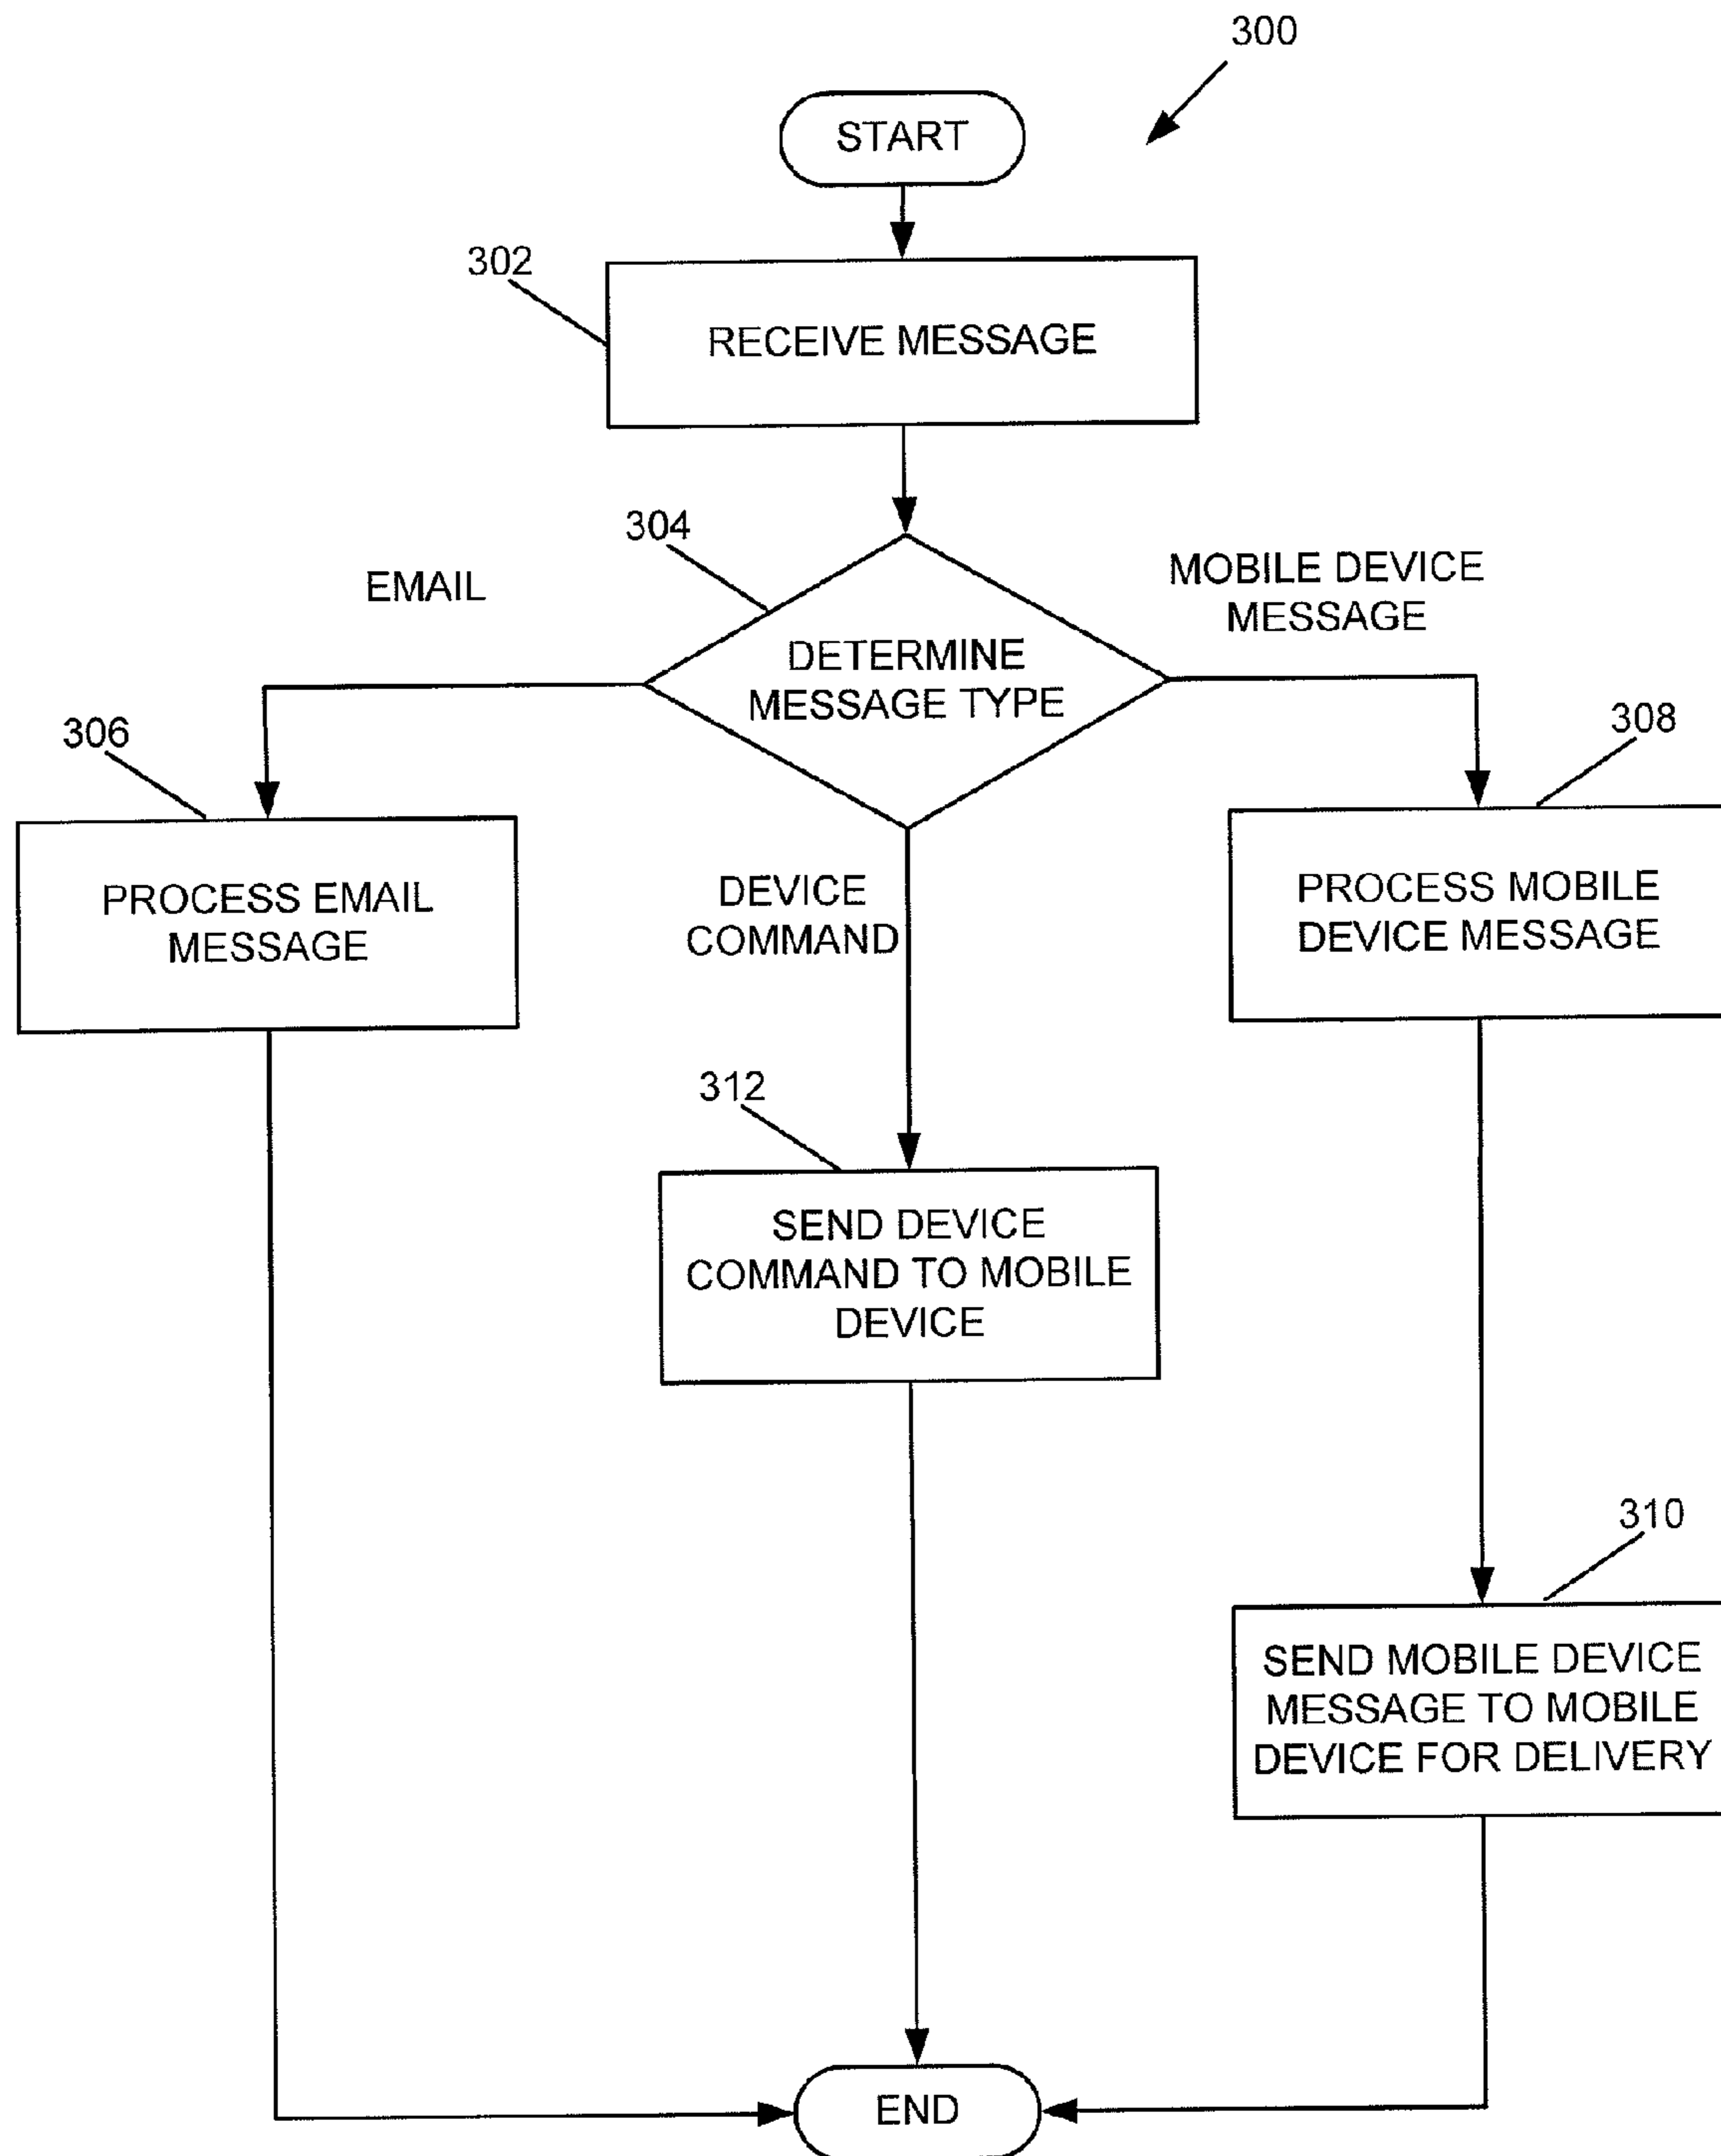 300
START
302
RECEIVE MESSAGE
304
EMAIL
MOBILE DEVICE
MESSAGE
DETERMINE
MESSAGE TYPE
306
308
PROCESS EMAIL
MESSAGE
DEVICE
COMMAND
PROCESS MOBILE
DEVICE MESSAGE
312
SEND DEVICE
COMMAND TO MOBILE
DEVICE
310
SEND MOBILE DEVICE
MESSAGE TO MOBILE
DEVICE FOR DELIVERY
END